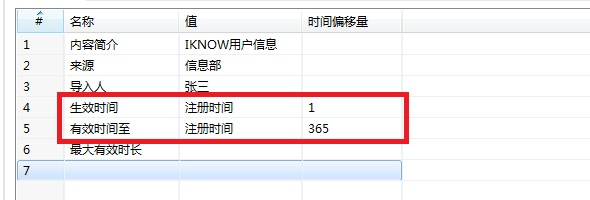 # 名称 值 时间偏移量
1 内容简介 IKNOW用户信息
2 来源 信息部
3 导入人 张三
4 生效时间 注册时间 1
5 有效时间至 注册时间 365
6 最大有效时长
7